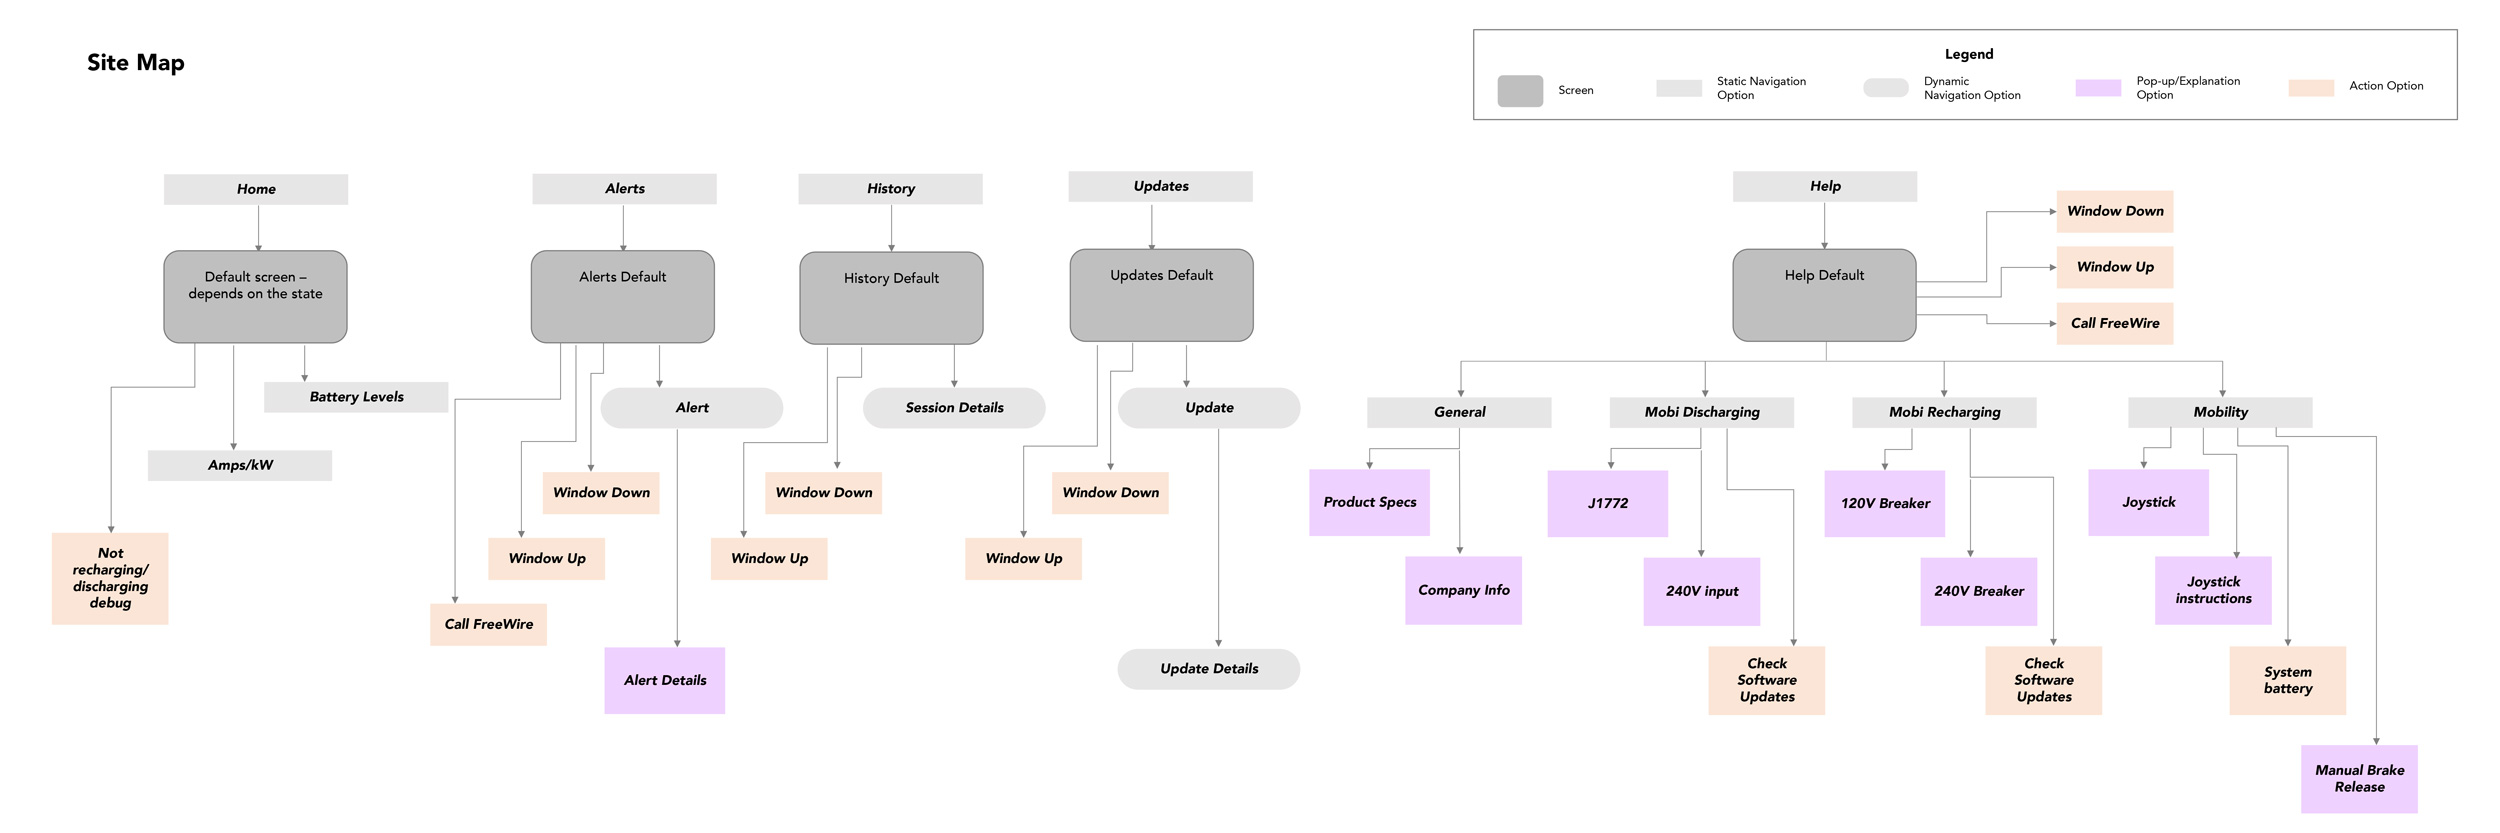 Site Map
Legend
Screen
Static Navigation
Option
Dynamic
Navigation Option
Pop-up/Explanation
Option
Action Option
Home
Alerts
History
Updates
Help
Default screen –
depends on the state
Alerts Default
History Default
Updates Default
Help Default
Window Down
Window Up
Call FreeWire
Battery Levels
Amps/kW
Not
recharging/
discharging
debug
Alert
Window Down
Window Up
Call FreeWire
Alert Details
Session Details
Window Down
Window Up
Update
Window Down
Window Up
Update Details
General
Product Specs
Company Info
Mobi Discharging
J1772
240V input
Check
Software
Updates
Mobi Recharging
120V Breaker
240V Breaker
Check
Software
Updates
Mobility
Joystick
Joystick
instructions
System
battery
Manual Brake
Release